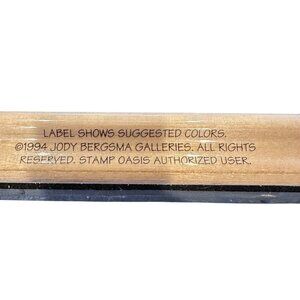 LABEL SHOWS SUGGESTED COLORS.
©1994 JODY BERGSMA GALLERIES. ALL RIGHTS
RESERVED. STAMP OASIS AUTHORIZED USER.